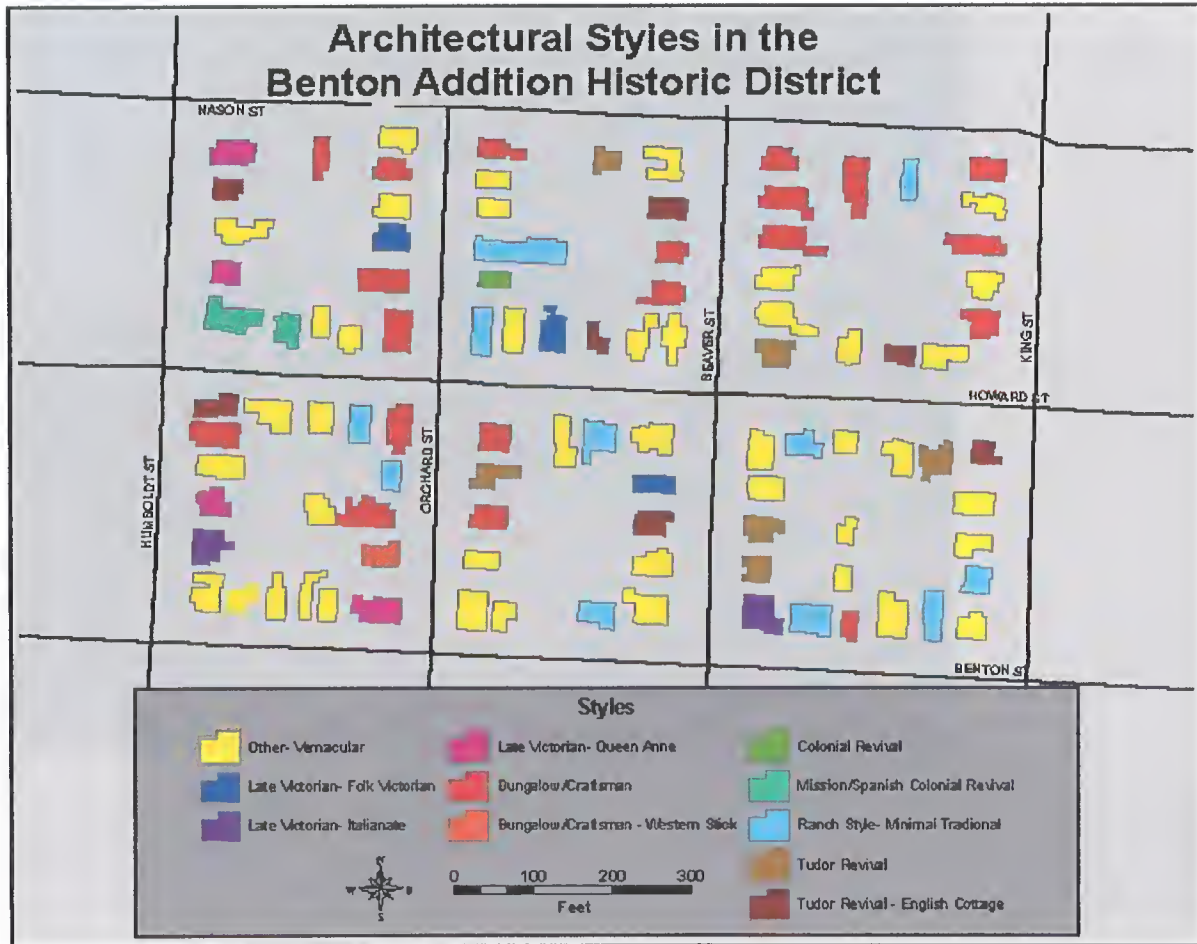 Architectural Styles in the
Benton Addition Historic District
NASON ST
BEAVER ST
KING ST
HOWARD ST
HUMBOLDT ST
ORCHARD ST
BENTON ST
Styles
Other- Vernacular
Late Victorian- Queen Anne
Colonial Revival
Late Victorian- Folk Victorian
Bungalow/Craftsman
Mission/Spanish Colonial Revival
Late Victorian- Italianate
Bungalow/Craftsman - Western Stick
Ranch Style- Minimal Tradional
Tudor Revival
Tudor Revival - English Cottage
N
W E
S
0 100 200 300
Feet